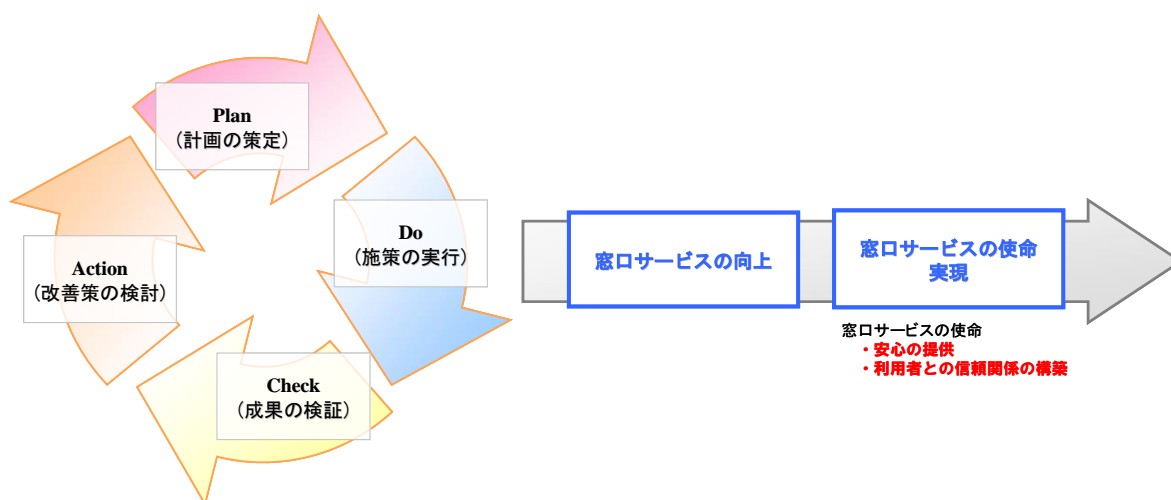 Plan
（計画の策定）
Do
（施策の実行）
Check
（成果の検証）
Action
（改善策の検討）
窓口サービスの向上
窓口サービスの使命
実現
窓口サービスの使命
・安心の提供
・利用者との信頼関係の構築